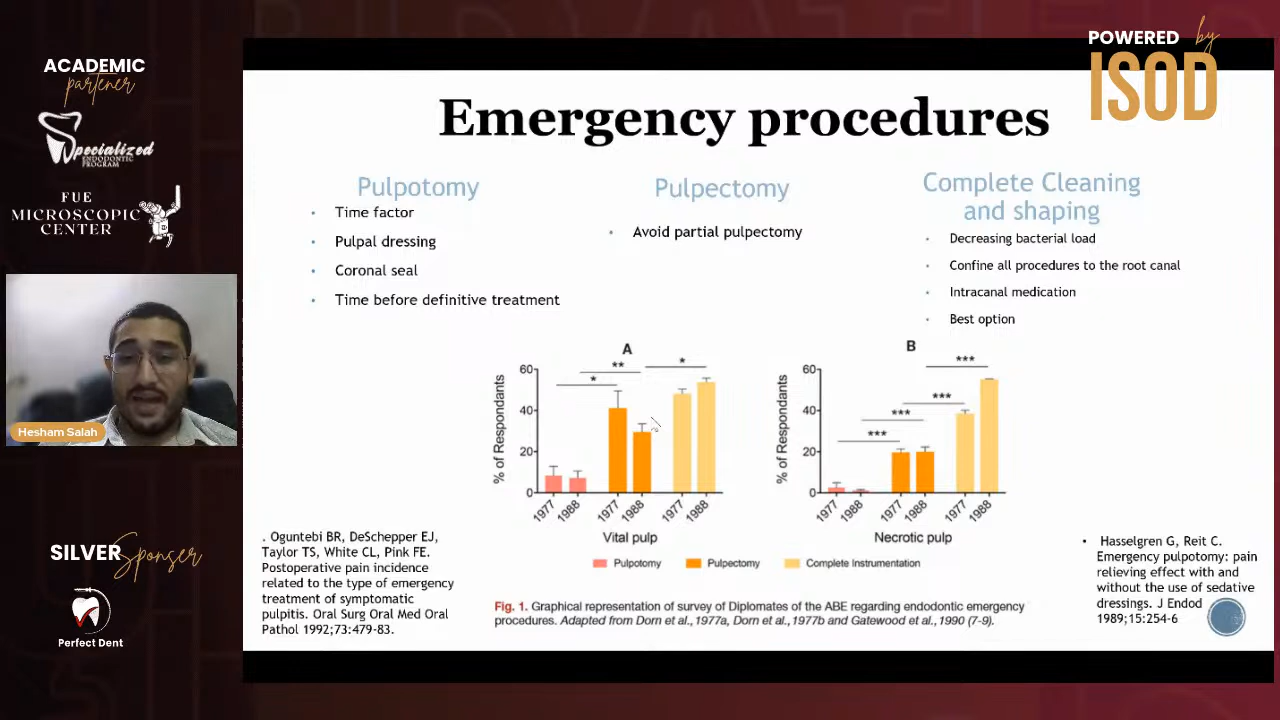 ACADEMIC
partener
Specialized
ENDODONTIC
PROGRAM
FUE
MICROSCOPIC
CENTER
Hesham Salah
SILVER Sponser
Perfect Dent
POWERED by
ISOD
Emergency procedures
Pulpotomy
• Time factor
• Pulpal dressing
• Coronal seal
• Time before definitive treatment
Pulpectomy
• Avoid partial pulpectomy
Complete Cleaning
and shaping
• Decreasing bacterial load
• Confine all procedures to the root canal
• Intracanal medication
• Best option
A
% of Respondants
60
40
20
0
*
**
*
1977
1988
1977
1988
1977
1988
Vital pulp
B
% of Respondants
60
40
20
0
***
***
***
***
1977
1988
1977
1988
1977
1988
Necrotic pulp
Pulpotomy
Pulpectomy
Complete Instrumentation
Fig. 1. Graphical representation of survey of Diplomates of the ABE regarding endodontic emergency
procedures. Adapted from Dorn et al.,1977a, Dorn et al.,1977b and Gatewood et al.,1990 (7-9).
. Oguntebi BR, DeSchepper EJ,
Taylor TS, White CL, Pink FE.
Postoperative pain incidence
related to the type of emergency
treatment of symptomatic
pulpitis. Oral Surg Oral Med Oral
Pathol 1992;73:479-83.
• Hasselgren G, Reit C.
Emergency pulpotomy: pain
relieving effect with and
without the use of sedative
dressings. J Endod
1989;15:254-6